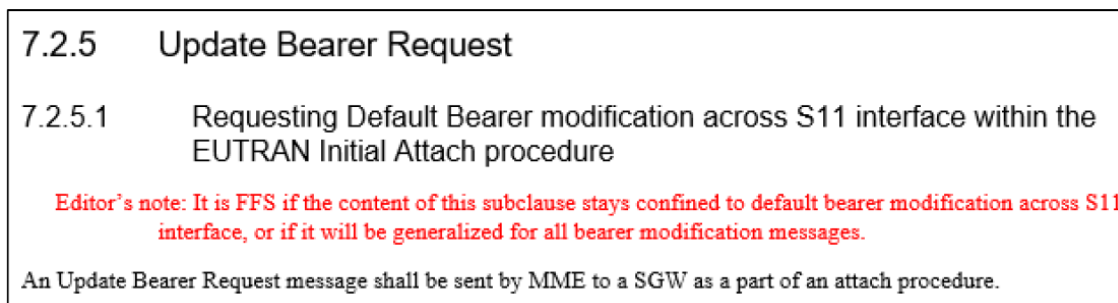 7.2.5 Update Bearer Request
7.2.5.1 Requesting Default Bearer modification across S11 interface within the
EUTRAN Initial Attach procedure
Editor's note: It is FFS if the content of this subclause stays confined to default bearer modification across S11
interface, or if it will be generalized for all bearer modification messages.
An Update Bearer Request message shall be sent by MME to a SGW as a part of an attach procedure.